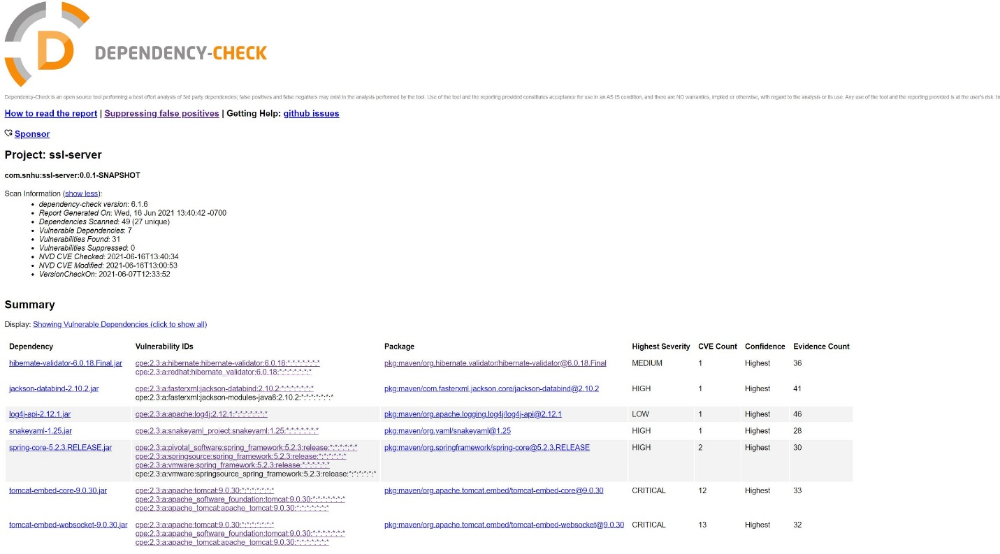 D DEPENDENCY-CHECK
Dependency-Check is an open source tool performing a best effort analysis of 3rd party dependencies; false positives and false negatives may exist in the analysis performed by the tool. Use of the tool and the reporting provided constitutes acceptance for use in an AS IS condition, and there are NO warranties, implied or otherwise, with regard to the analysis or its use. Any use of the tool and the reporting provided is at the user's risk. In
How to read the report | Suppressing false positives | Getting Help: github issues
Sponsor
Project: ssl-server
com.snhu:ssl-server:0.0.1-SNAPSHOT
Scan Information (show less):
• dependency-check version: 6.1.6
• Report Generated On: Wed, 16 Jun 2021 13:40:42 -0700
• Dependencies Scanned: 49 (27 unique)
• Vulnerable Dependencies: 7
• Vulnerabilities Found: 31
• Vulnerabilities Suppressed: 0
• NVD CVE Checked: 2021-06-16T13:40:34
• NVD CVE Modified: 2021-06-16T13:00:53
• VersionCheckOn: 2021-06-07T12:33:52
Summary
Display: Showing Vulnerable Dependencies (click to show all)
Dependency Vulnerability IDs Package Highest Severity CVE Count Confidence Evidence Count
hibernate-validator-6.0.18.Final.jar cpe:2.3:a:hibernate:hibernate-validator:6.0.18:*:*:*:*:*:*:* pkg:maven/org.hibernate.validator/hibernate-validator@6.0.18.Final MEDIUM 1 Highest 36
cpe:2.3:a:redhat:hibernate_validator:6.0.18:*:*:*:*:*:*:*
jackson-databind-2.10.2.jar cpe:2.3:a:fasterxml:jackson-databind:2.10.2:*:*:*:*:*:*:* pkg:maven/com.fasterxml.jackson.core/jackson-databind@2.10.2 HIGH 1 Highest 41
cpe:2.3:a:fasterxml:jackson-modules-java8:2.10.2:*:*:*:*:*:*:*
log4j-api-2.12.1.jar cpe:2.3:a:apache:log4j:2.12.1:*:*:*:*:*:*:* pkg:maven/org.apache.logging.log4j/log4j-api@2.12.1 LOW 1 Highest 46
snakeyaml-1.25.jar cpe:2.3:a:snakeyaml_project:snakeyaml:1.25:*:*:*:*:*:*:* pkg:maven/org.yaml/snakeyaml@1.25 HIGH 1 Highest 28
spring-core-5.2.3.RELEASE.jar cpe:2.3:a:pivotal_software:spring_framework:5.2.3:release:*:*:*:*:*:* pkg:maven/org.springframework/spring-core@5.2.3.RELEASE HIGH 2 Highest 30
cpe:2.3:a:springsource:spring_framework:5.2.3:release:*:*:*:*:*:*
cpe:2.3:a:vmware:spring_framework:5.2.3:release:*:*:*:*:*:*
cpe:2.3:a:vmware:springsource_spring_framework:5.2.3:release:*:*:*:*:*:*
tomcat-embed-core-9.0.30.jar cpe:2.3:a:apache:tomcat:9.0.30:*:*:*:*:*:*:* pkg:maven/org.apache.tomcat.embed/tomcat-embed-core@9.0.30 CRITICAL 12 Highest 33
cpe:2.3:a:apache_software_foundation:tomcat:9.0.30:*:*:*:*:*:*:*
cpe:2.3:a:apache_tomcat:apache_tomcat:9.0.30:*:*:*:*:*:*:*
tomcat-embed-websocket-9.0.30.jar cpe:2.3:a:apache:tomcat:9.0.30:*:*:*:*:*:*:* pkg:maven/org.apache.tomcat.embed/tomcat-embed-websocket@9.0.30 CRITICAL 13 Highest 32
cpe:2.3:a:apache_software_foundation:tomcat:9.0.30:*:*:*:*:*:*:*
cpe:2.3:a:apache_tomcat:apache_tomcat:9.0.30:*:*:*:*:*:*:*